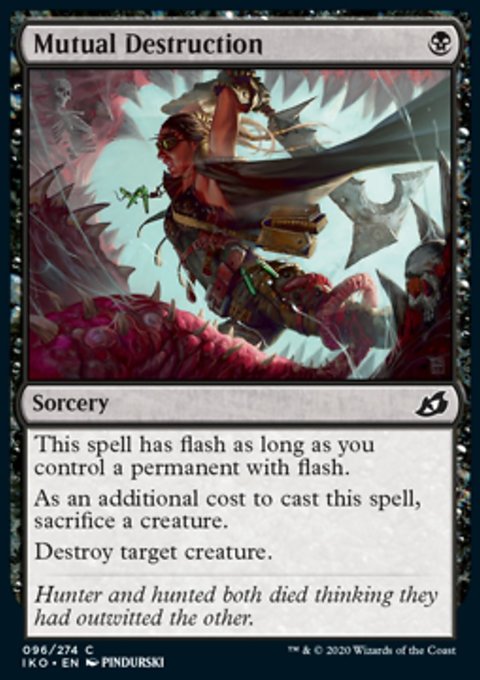 Mutual Destruction
Sorcery
This spell has flash as long as you
control a permanent with flash.
As an additional cost to cast this spell,
sacrifice a creature.
Destroy target creature.
Hunter and hunted both died thinking they
had outwitted the other.
096/274 C
IKO • EN PINDURSKI
™ & © 2020 Wizards of the Coast